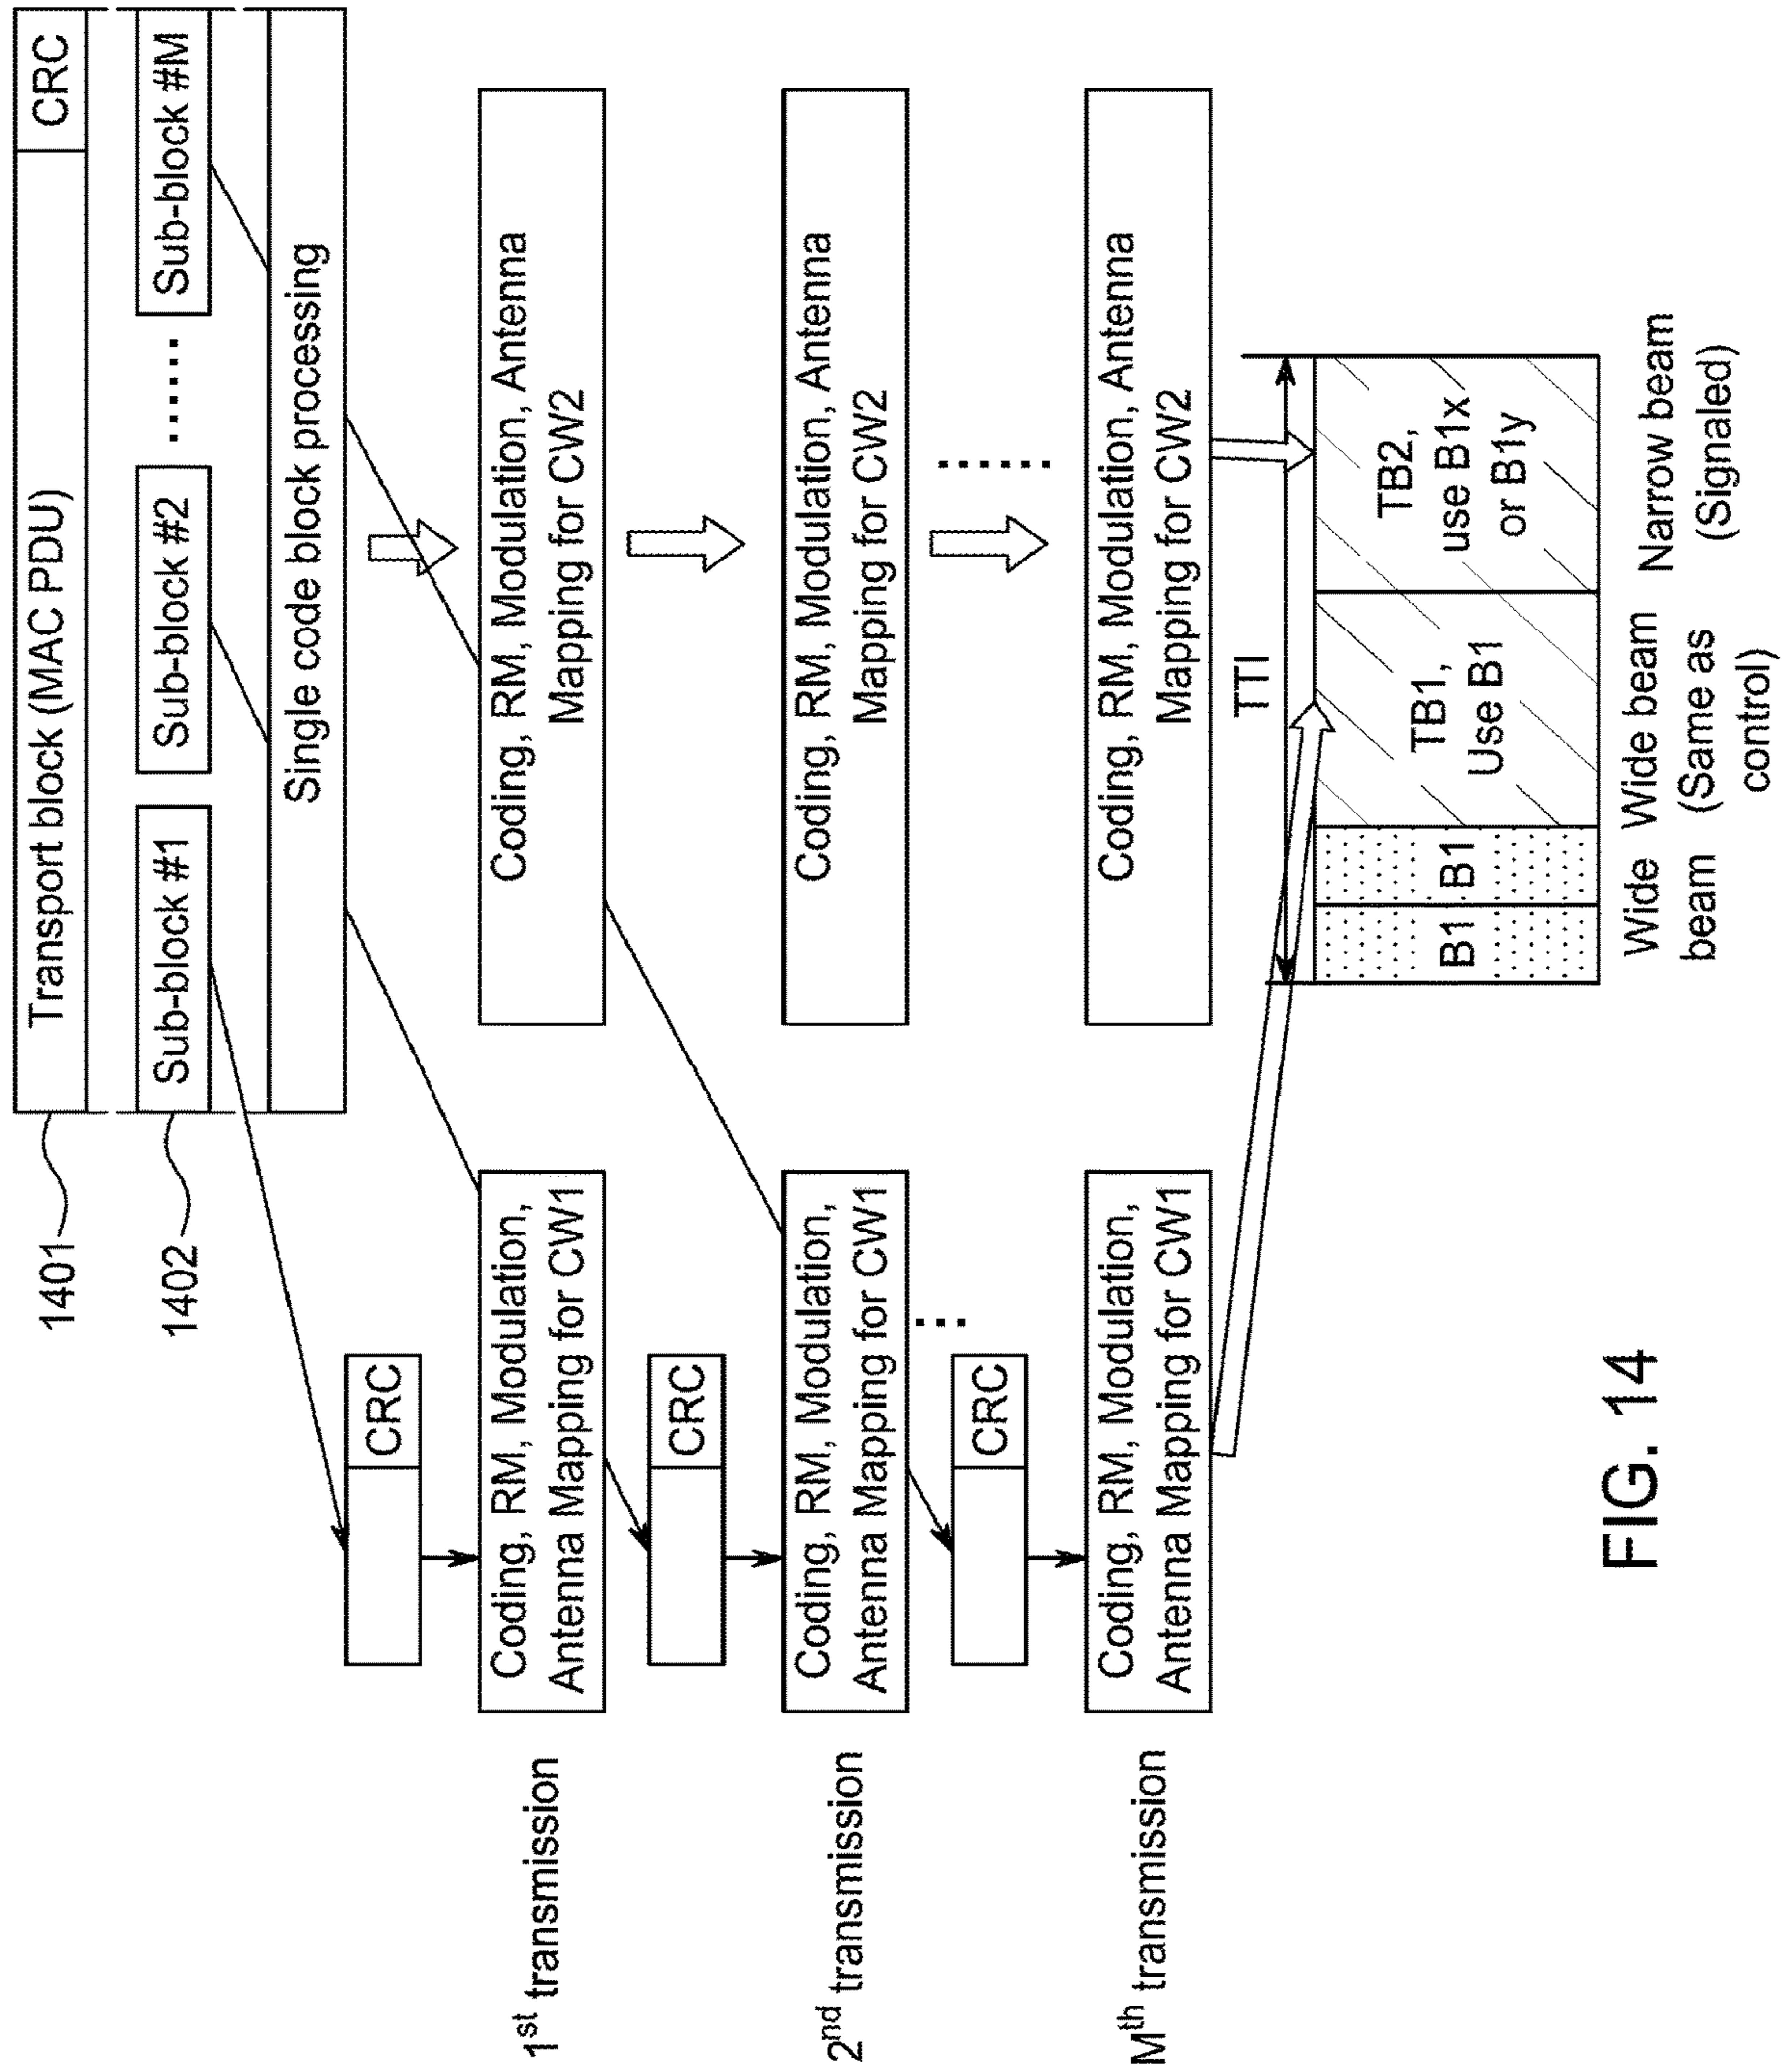 1401
Transport block (MAC PDU)
CRC
1402
Sub-block #1
Sub-block #2
......
Sub-block #M
Single code block processing
CRC
1st transmission
Coding, RM, Modulation,
Antenna Mapping for CW1
Coding, RM, Modulation, Antenna
Mapping for CW2
CRC
2nd transmission
Coding, RM, Modulation,
Antenna Mapping for CW1
Coding, RM, Modulation, Antenna
Mapping for CW2
...
......
CRC
Mth transmission
Coding, RM, Modulation,
Antenna Mapping for CW1
Coding, RM, Modulation, Antenna
Mapping for CW2
TTI
B1
B1
TB1,
Use B1
TB2,
use B1x
or B1y
Wide
beam
Wide beam
(Same as
control)
Narrow beam
(Signaled)
FIG. 14